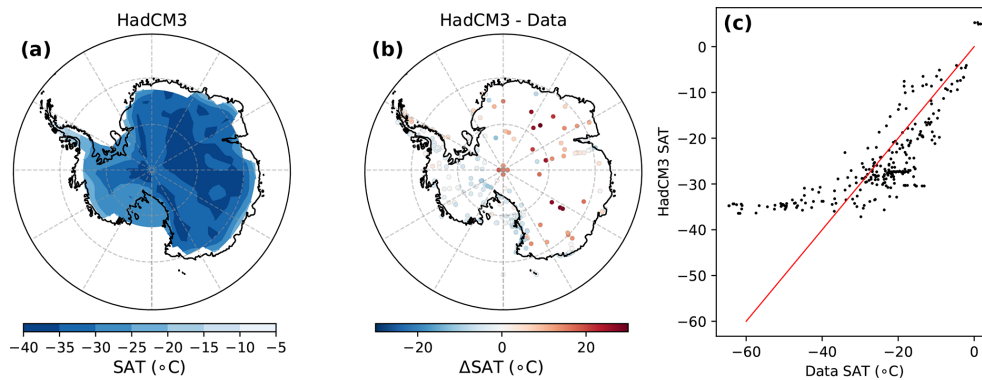 HadCM3
(a)
−40 −35 −30 −25 −20 −15 −10 −5
SAT (∘C)
HadCM3 - Data
(b)
−20 0 20
ΔSAT (∘C)
(c)
HadCM3 SAT
0
−10
−20
−30
−40
−50
−60
−60 −40 −20 0
Data SAT (∘C)